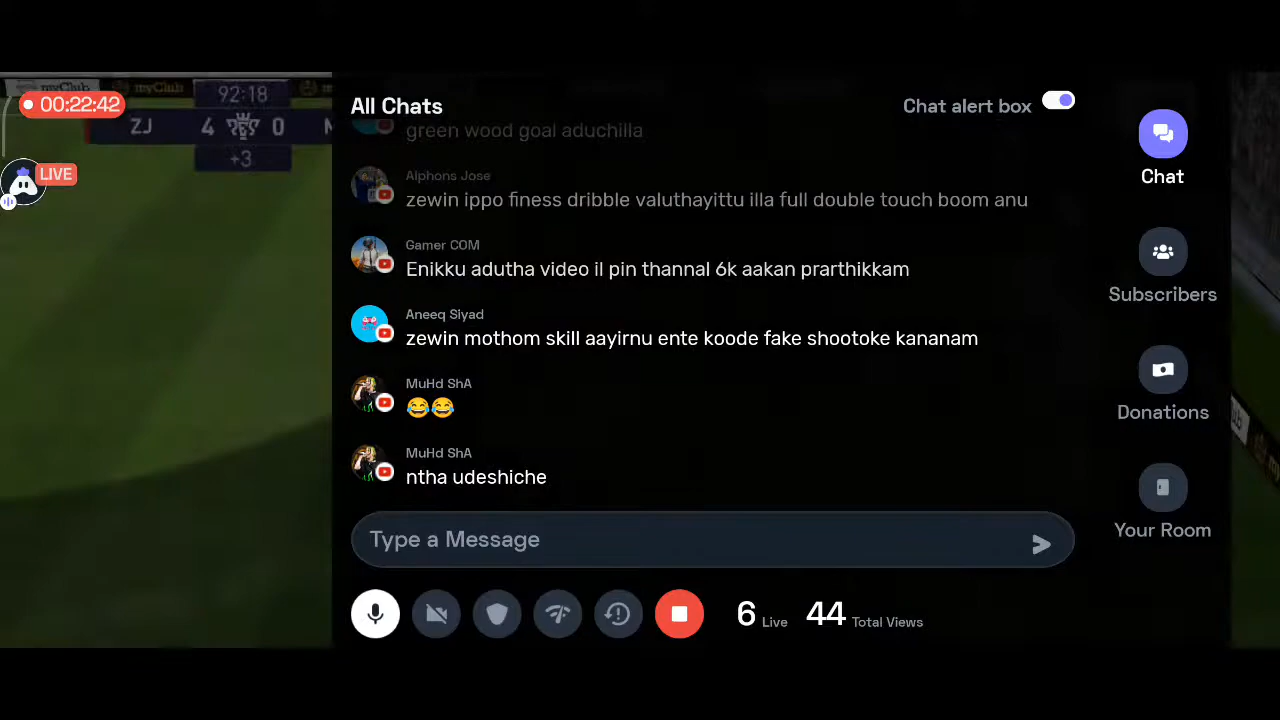 myClub
myClub
92:18
00:22:42
ZJ 4 0
+3
LIVE
All Chats
Chat alert box
green wood goal aduchilla
Alphons Jose
zewin ippo finess dribble valuthayittu illa full double touch boom anu
Gamer COM
Enikku adutha video il pin thannal 6k aakan prarthikkam
Aneeq Siyad
zewin mothom skill aayirnu ente koode fake shootoke kananam
MuHd ShA
😂😂
MuHd ShA
ntha udeshiche
Type a Message
6 Live 44 Total Views
Chat
Subscribers
Donations
Your Room